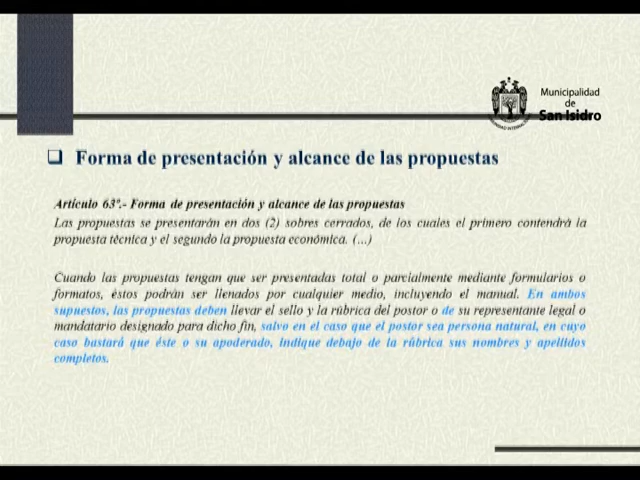 Municipalidad
de
San Isidro
❑ Forma de presentación y alcance de las propuestas
Artículo 63º.- Forma de presentación y alcance de las propuestas
Las propuestas se presentarán en dos (2) sobres cerrados, de los cuales el primero contendrá la
propuesta técnica y el segundo la propuesta económica. (...)
Cuando las propuestas tengan que ser presentadas total o parcialmente mediante formularios o
formatos, éstos podrán ser llenados por cualquier medio, incluyendo el manual. En ambos
supuestos, las propuestas deben llevar el sello y la rúbrica del postor o de su representante legal o
mandatario designado para dicho fin, salvo en el caso que el postor sea persona natural, en cuyo
caso bastará que éste o su apoderado, indique debajo de la rúbrica sus nombres y apellidos
completos.